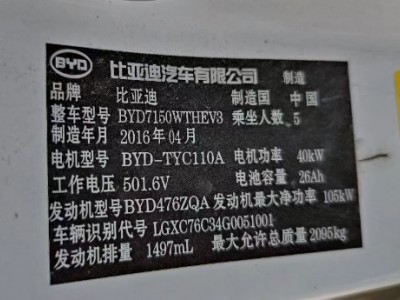 BYD 比亚迪汽车有限公司 制造
品牌 比亚迪 制造国 中国
整车型号 BYD7150WTHEV3 乘坐人数 5
制造年月 2016年04月
电机型号 BYD-TYC110A 电机功率 40kW
工作电压 501.6V 电池容量 26Ah
发动机型号BYD476ZQA 发动机最大净功率 105kW
车辆识别代号 LGXC76C34G0051001
发动机排量 1497mL 最大允许总质量 2095kg